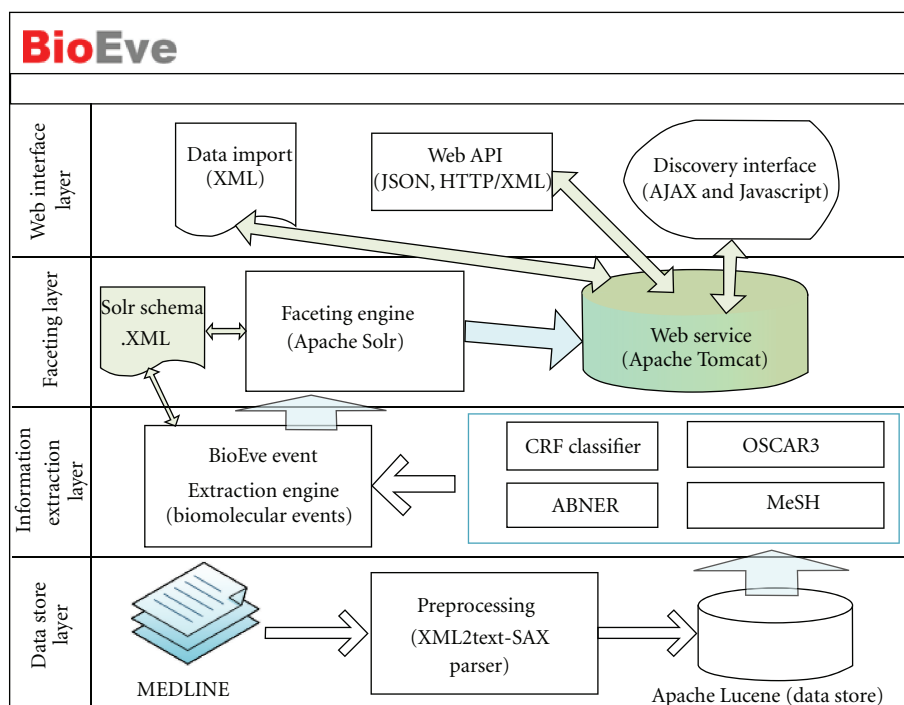 BioEve
Web interface
layer
Data import
(XML)
Web API
(JSON, HTTP/XML)
Discovery interface
(AJAX and Javascript)
Faceting layer
Solr schema
.XML
Faceting engine
(Apache Solr)
Web service
(Apache Tomcat)
Information
extraction
layer
BioEve event
Extraction engine
(biomolecular events)
CRF classifier
OSCAR3
ABNER
MeSH
Data store
layer
MEDLINE
Preprocessing
(XML2text-SAX
parser)
Apache Lucene (data store)